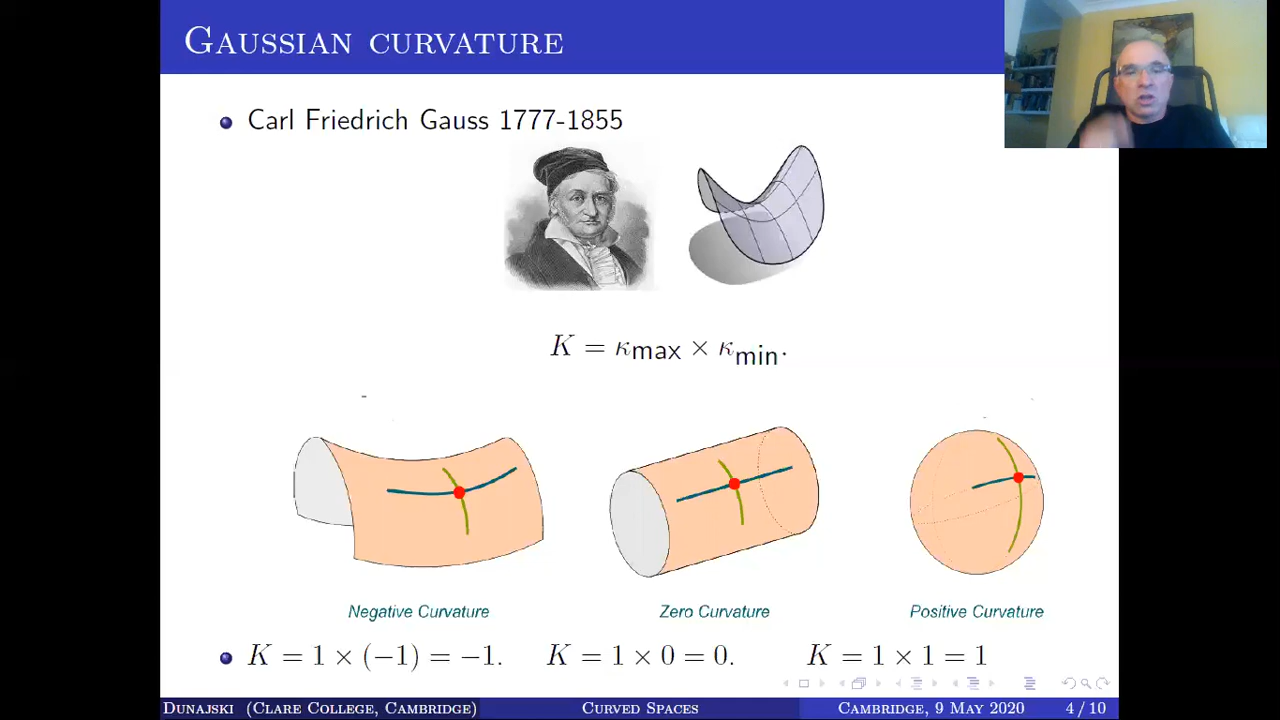 GAUSSIAN CURVATURE
Carl Friedrich Gauss 1777-1855
K = κmax × κmin.
Negative Curvature
Zero Curvature
Positive Curvature
K = 1 × (−1) = −1.
K = 1 × 0 = 0.
K = 1 × 1 = 1
DUNAJSKI (CLARE COLLEGE, CAMBRIDGE)
CURVED SPACES
CAMBRIDGE, 9 MAY 2020
4 / 10